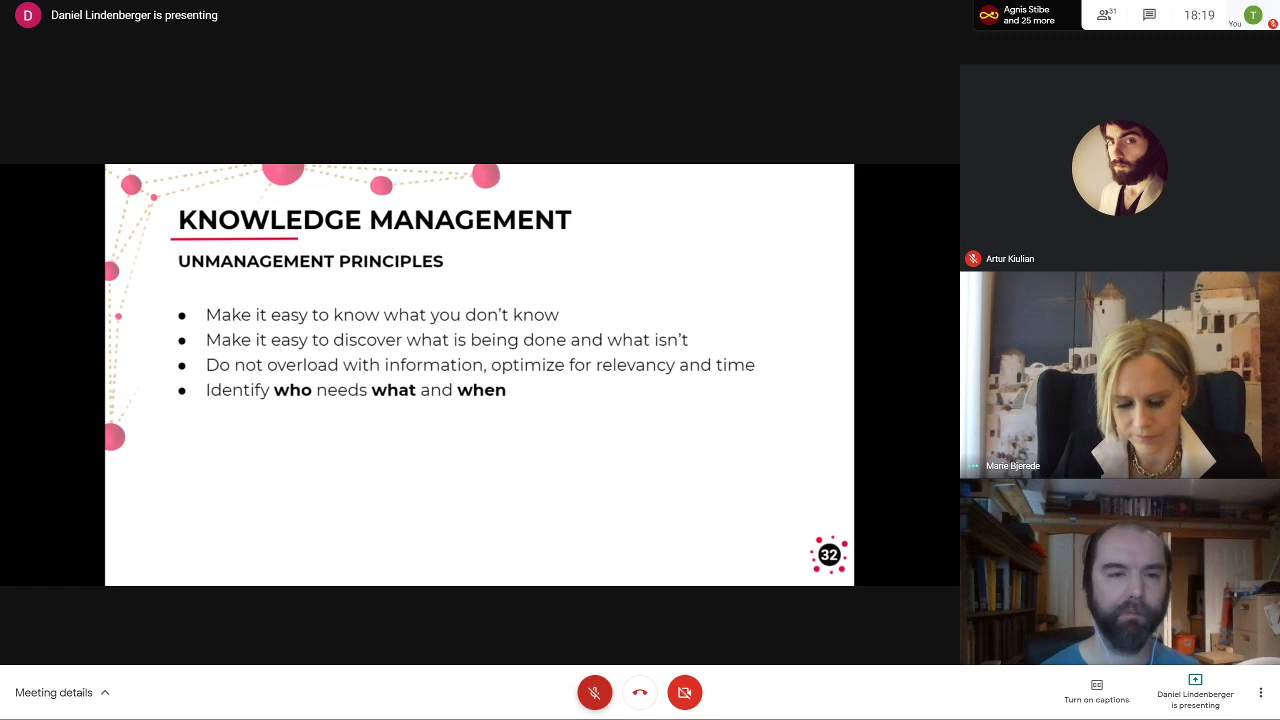 D
Daniel Lindenberger is presenting
Agnis Stibe
and 25 more
31
18:19
You
T
KNOWLEDGE MANAGEMENT
UNMANAGEMENT PRINCIPLES
● Make it easy to know what you don’t know
● Make it easy to discover what is being done and what isn’t
● Do not overload with information, optimize for relevancy and time
● Identify who needs what and when
32
Artur Kiulian
Marie Bjerede
Meeting details
CC
Turn on captions
Daniel Lindenberger
is presenting